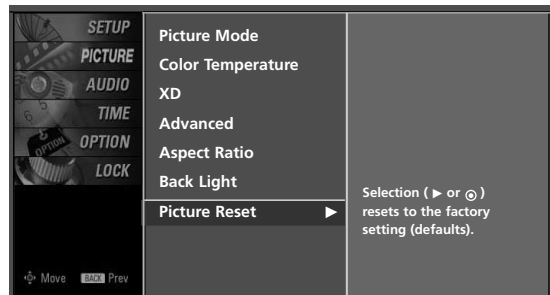 SETUP
PICTURE
AUDIO
TIME
OPTION
LOCK
Move BACK Prev
Picture Mode
Color Temperature
XD
Advanced
Aspect Ratio
Back Light
Picture Reset ►
Selection ( ► or ⊙ )
resets to the factory
setting (defaults).